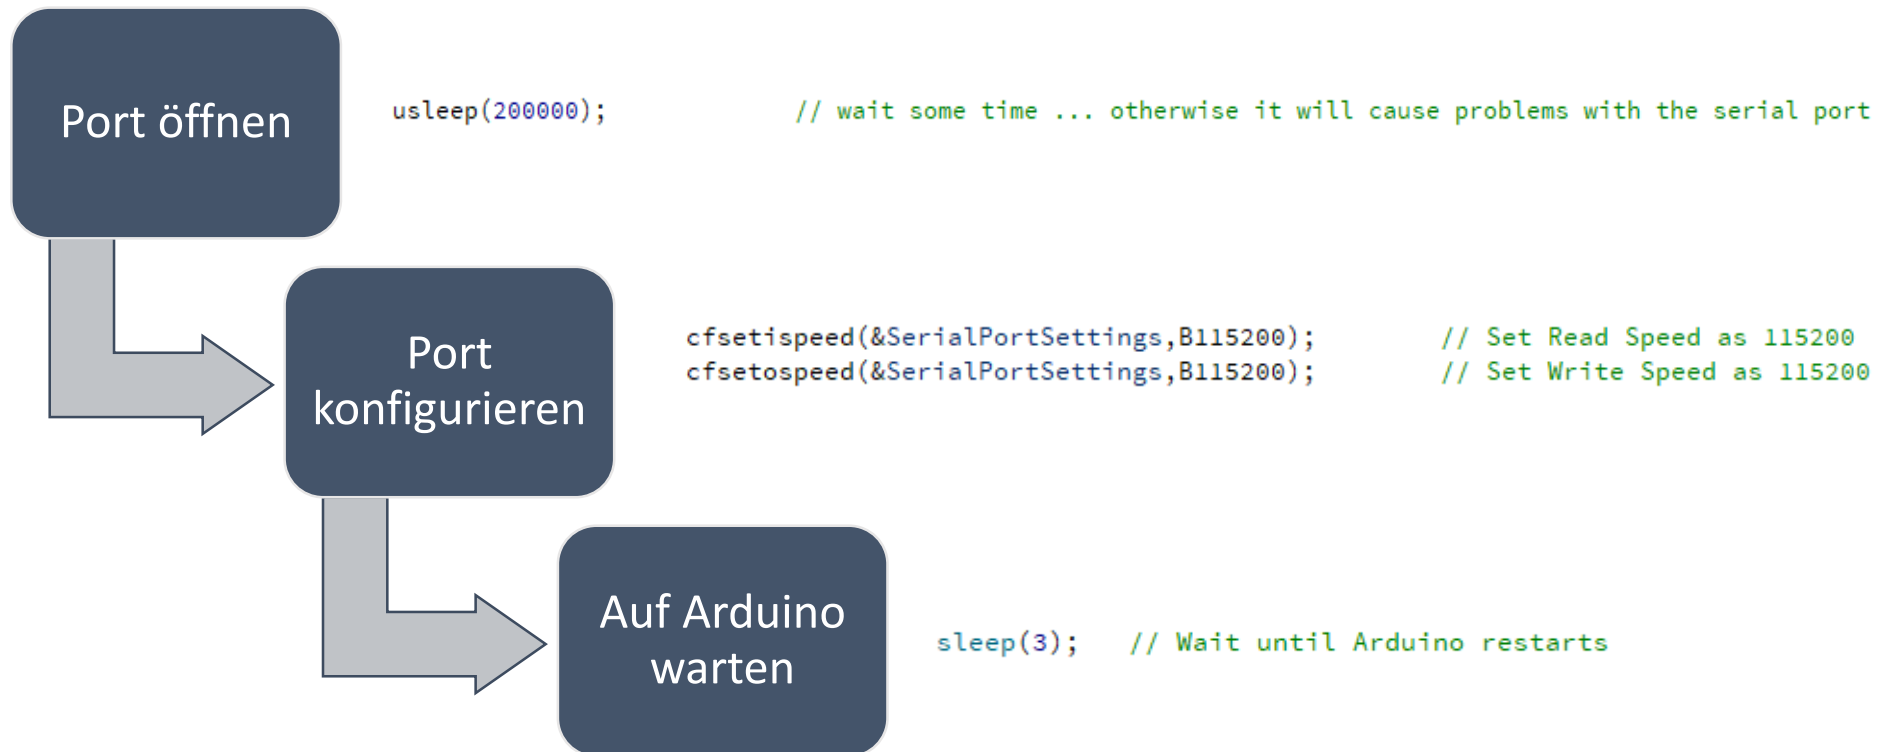 Port öffnen
usleep(200000); // wait some time ... otherwise it will cause problems with the serial port
Port
konfigurieren
cfsetispeed(&SerialPortSettings,B115200); // Set Read Speed as 115200
cfsetospeed(&SerialPortSettings,B115200); // Set Write Speed as 115200
Auf Arduino
warten
sleep(3); // Wait until Arduino restarts